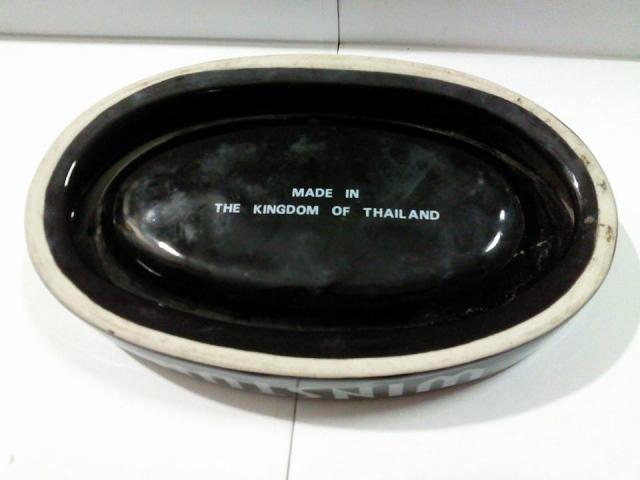 MADE IN
THE KINGDOM OF THAILAND